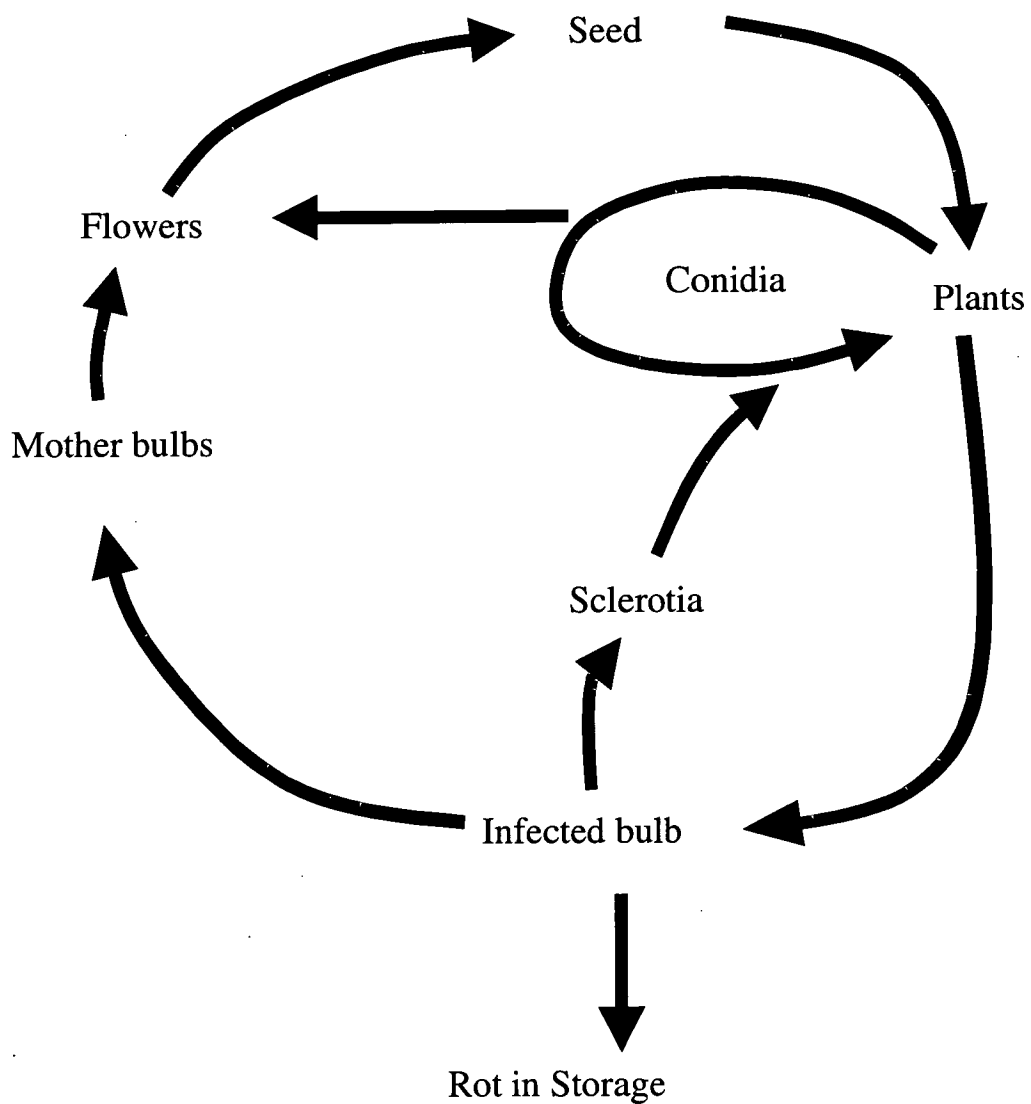 Seed
Flowers
Conidia
Plants
Mother bulbs
Sclerotia
Infected bulb
Rot in Storage